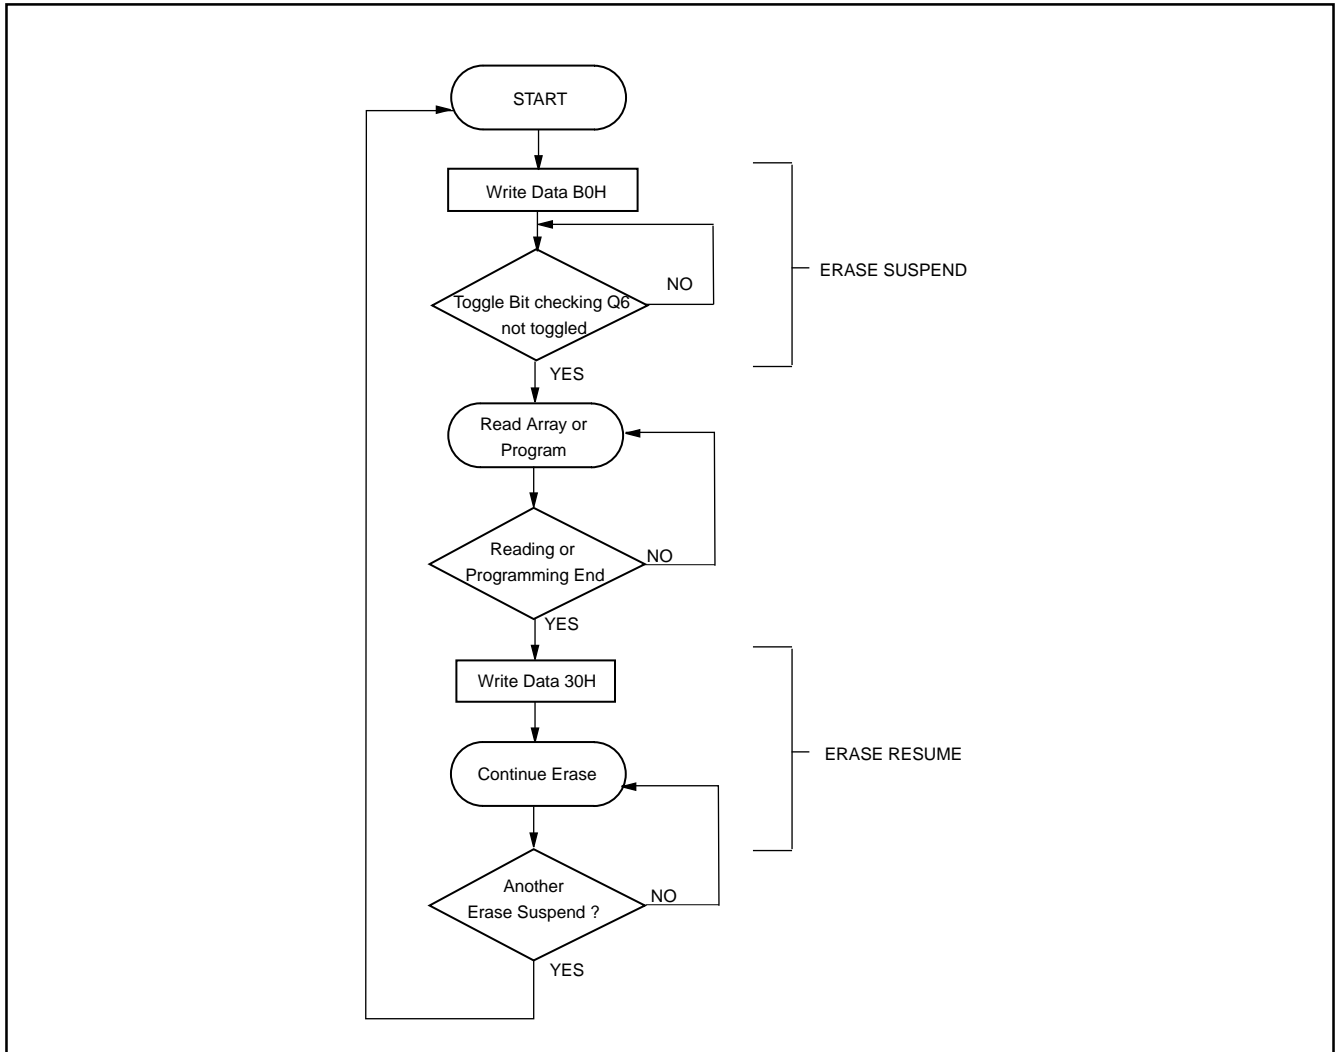 START
Write Data B0H
ERASE SUSPEND
NO
Toggle Bit checking Q6
not toggled
YES
Read Array or
Program
Reading or
NO
Programming End
YES
Write Data 30H
ERASE RESUME
Continue Erase
Another
NO
Erase Suspend ?
YES